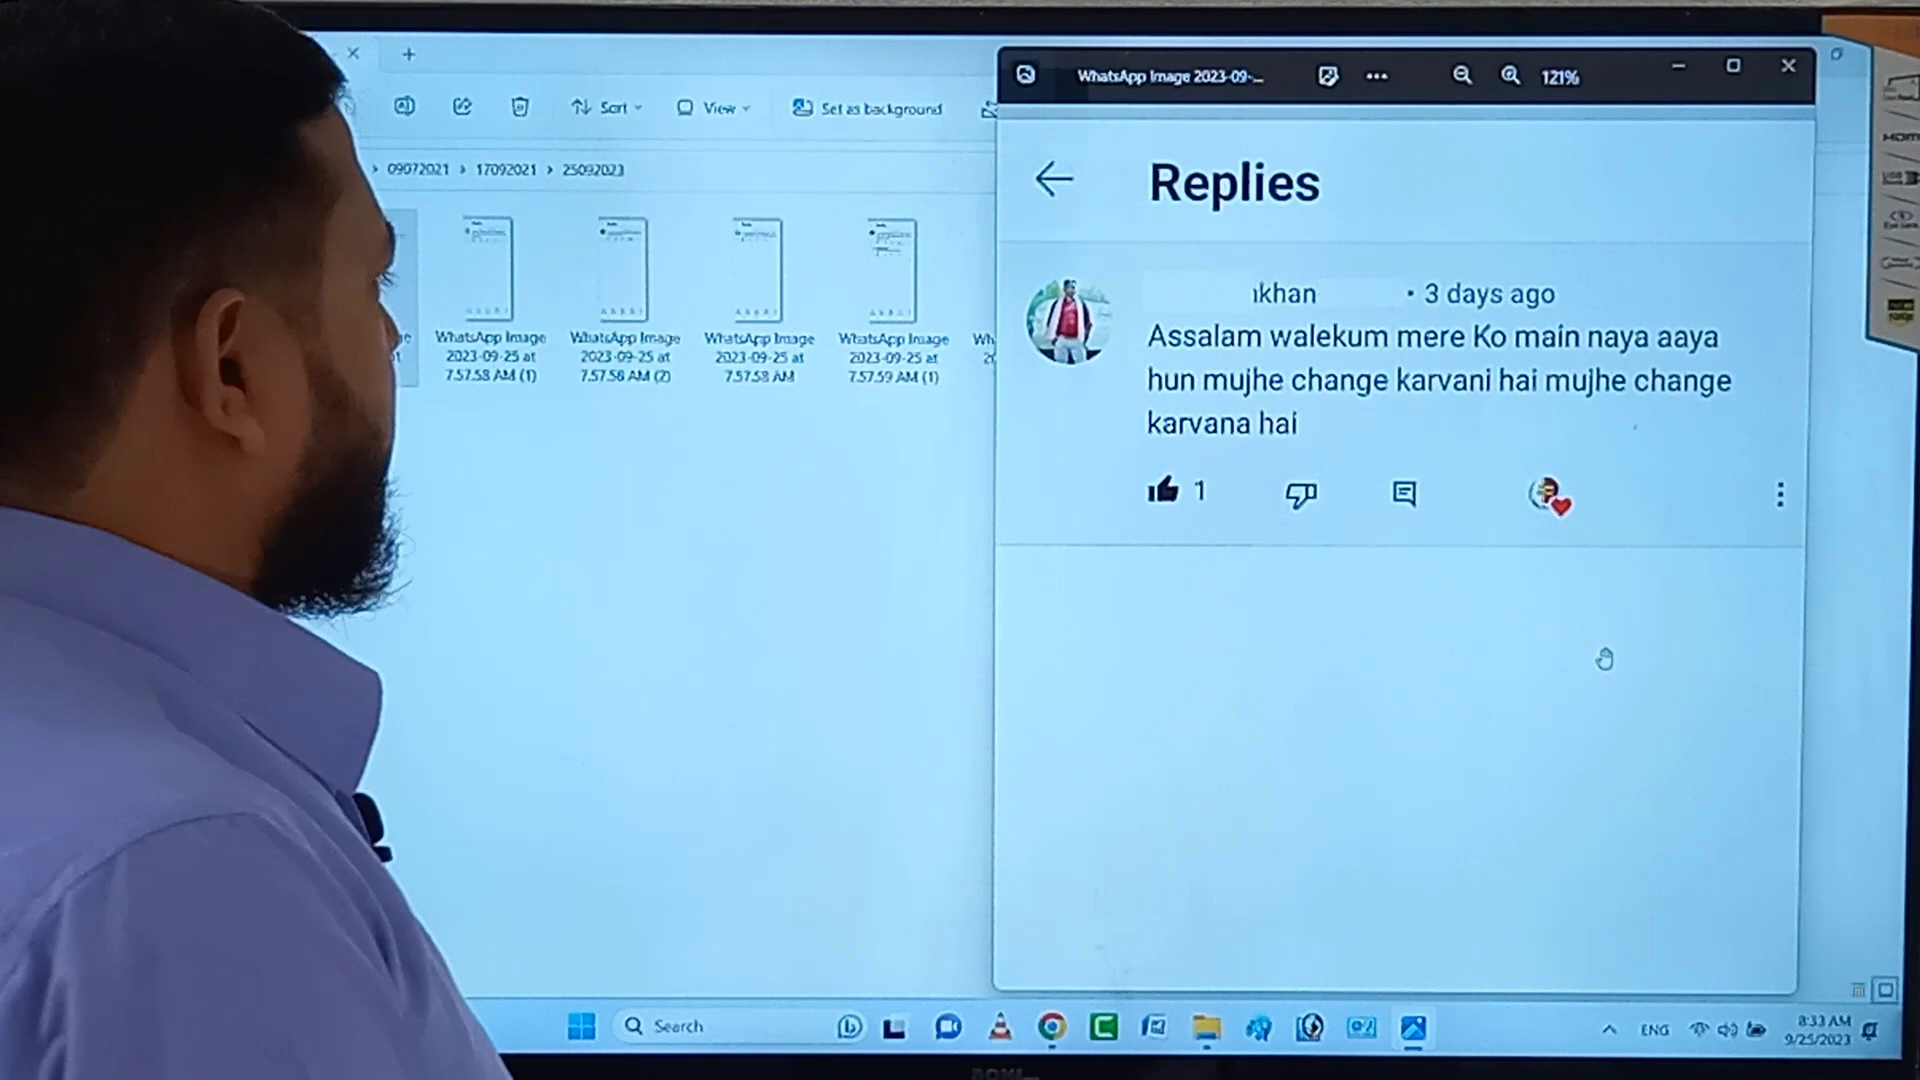 Sort
View
Set as background
WhatsApp Image 2023-09-...
121%
09072021 > 17092021 > 25092023
Replies
khan • 3 days ago
Assalam walekum mere Ko main naya aaya
hun mujhe change karvani hai mujhe change
karvana hai
1
WhatsApp Image
2023-09-25 at
7.57.58 AM (1)
WhatsApp Image
2023-09-25 at
7.57.58 AM (2)
WhatsApp Image
2023-09-25 at
7.57.58 AM
WhatsApp Image
2023-09-25 at
7.57.59 AM (1)
Search
ENG
8:33 AM
9/25/2023